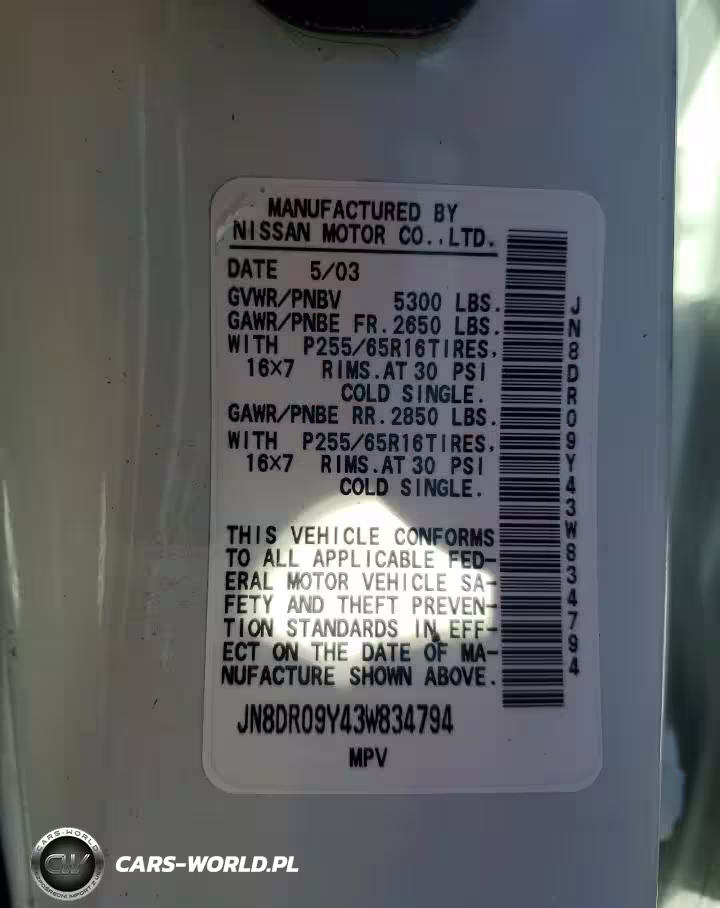 MANUFACTURED BY
NISSAN MOTOR CO.,LTD.
DATE 5/03
GVWR/PNBV 5300 LBS.
GAWR/PNBE FR.2650 LBS.
WITH P255/65R16TIRES,
16×7 RIMS.AT 30 PSI
COLD SINGLE.
GAWR/PNBE RR.2850 LBS.
WITH P255/65R16TIRES,
16×7 RIMS.AT 30 PSI
COLD SINGLE.
THIS VEHICLE CONFORMS
TO ALL APPLICABLE FED-
ERAL MOTOR VEHICLE SA-
FETY AND THEFT PREVEN-
TION STANDARDS IN EFF-
ECT ON THE DATE OF MA-
NUFACTURE SHOWN ABOVE.
JN8DR09Y43W834794
MPV
JN8DR09Y43W834794
CARS-WORLD
CW
CARS-WORLD.PL